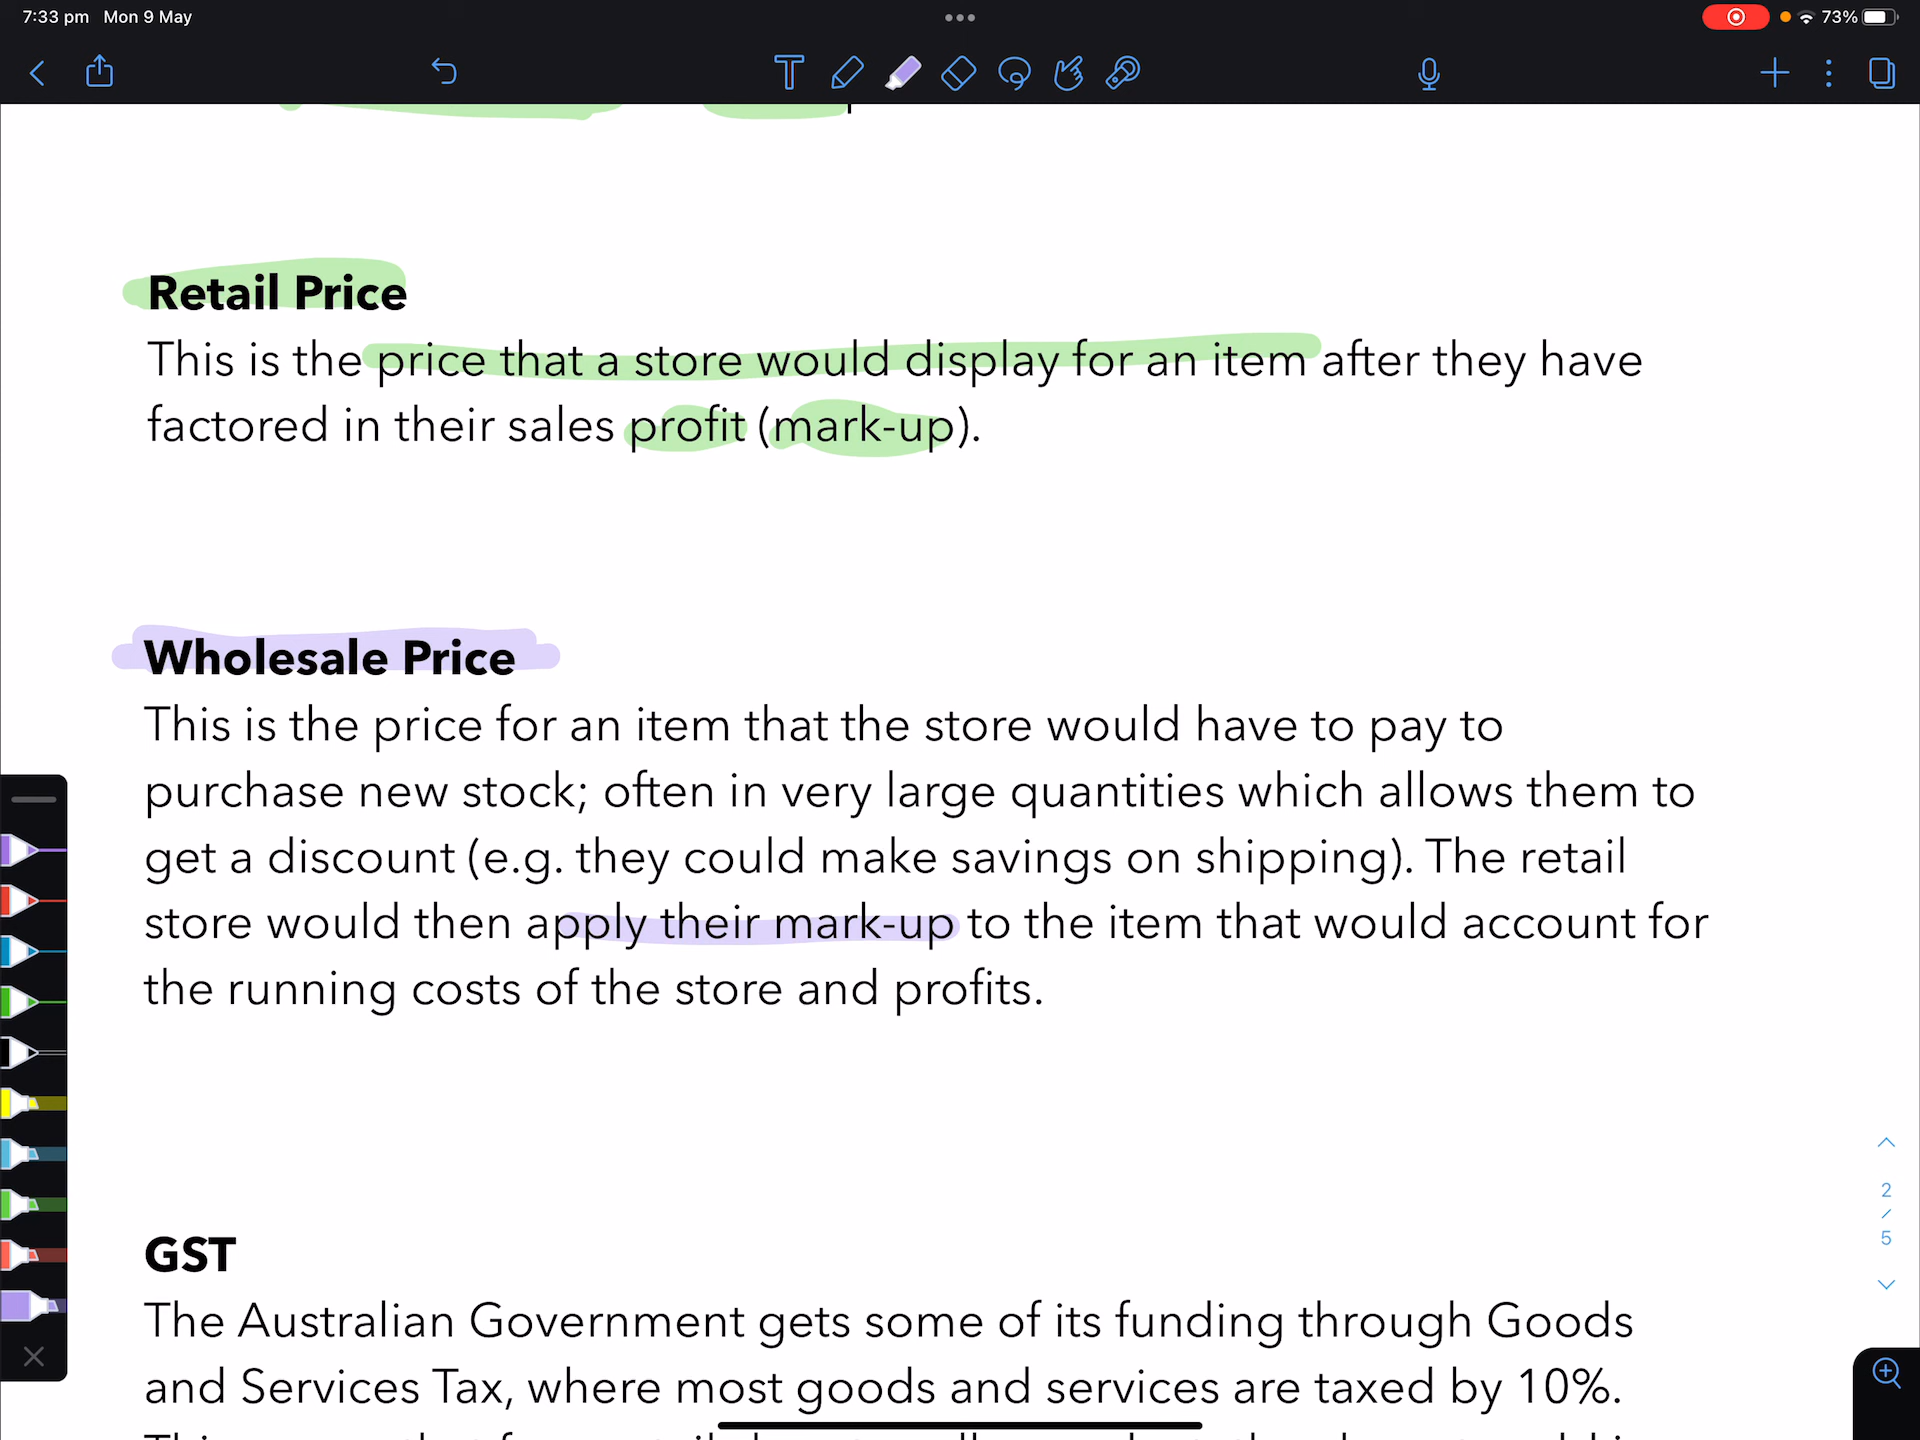 7:33 pm Mon 9 May
73%
Retail Price
This is the price that a store would display for an item after they have
factored in their sales profit (mark-up).
Wholesale Price
This is the price for an item that the store would have to pay to
purchase new stock; often in very large quantities which allows them to
get a discount (e.g. they could make savings on shipping). The retail
store would then apply their mark-up to the item that would account for
the running costs of the store and profits.
2
/
5
GST
The Australian Government gets some of its funding through Goods
and Services Tax, where most goods and services are taxed by 10%.